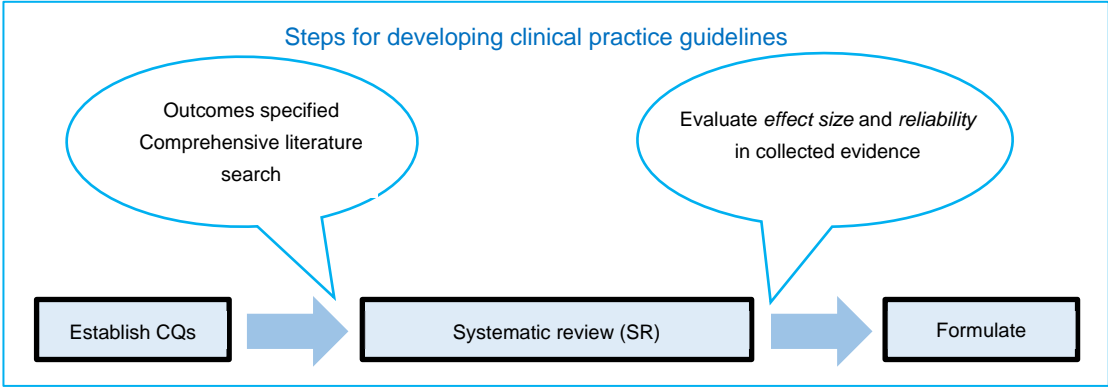 Steps for developing clinical practice guidelines
Outcomes specified
Comprehensive literature
search
Evaluate effect size and reliability
in collected evidence
Establish CQs
Systematic review (SR)
Formulate